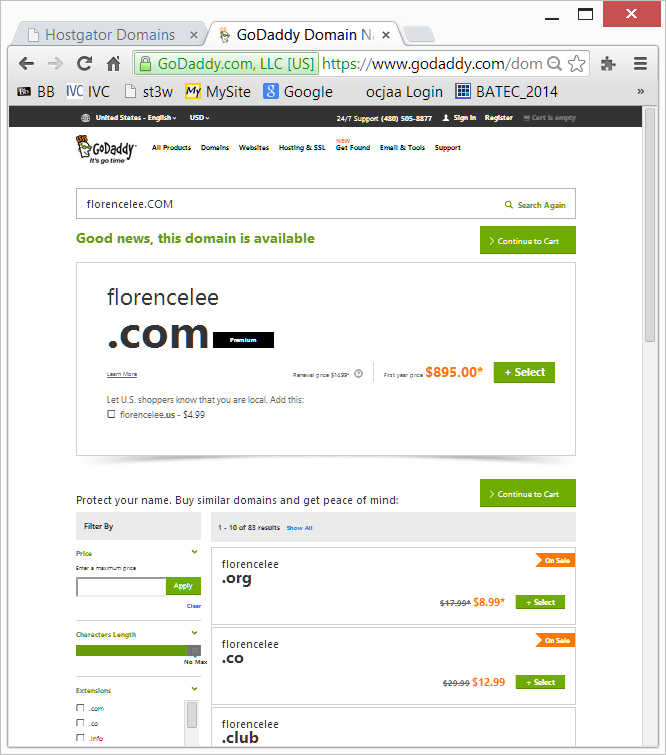 Hostgator Domains
GoDaddy Domain Na
GoDaddy.com, LLC [US] https://www.godaddy.com/dom
BB IVC IVC st3w My MySite 8 Google ocjaa Login BATEC_2014 »
United States - English USD 24/7 Support (480) 505-8877 Sign In Register Cart is empty
GoDaddy™
It's go time™
All Products Domains Websites Hosting & SSL Get Found Email & Tools Support
NEW
florencelee.COM Search Again
Good news, this domain is available Continue to Cart
florencelee
.com Premium
Learn More Renewal price $14.99* ? First year price $895.00* + Select
Let U.S. shoppers know that you are local. Add this:
florencelee.us - $4.99
Protect your name. Buy similar domains and get peace of mind: Continue to Cart
Filter By 1 - 10 of 83 results Show All
Price
Enter a maximum price
Apply
Clear
Characters Length
No Max
Extensions
.com
.co
.info
florencelee On Sale
.org
$17.99* $8.99* + Select
florencelee On Sale
.co
$29.99 $12.99 + Select
florencelee
.club